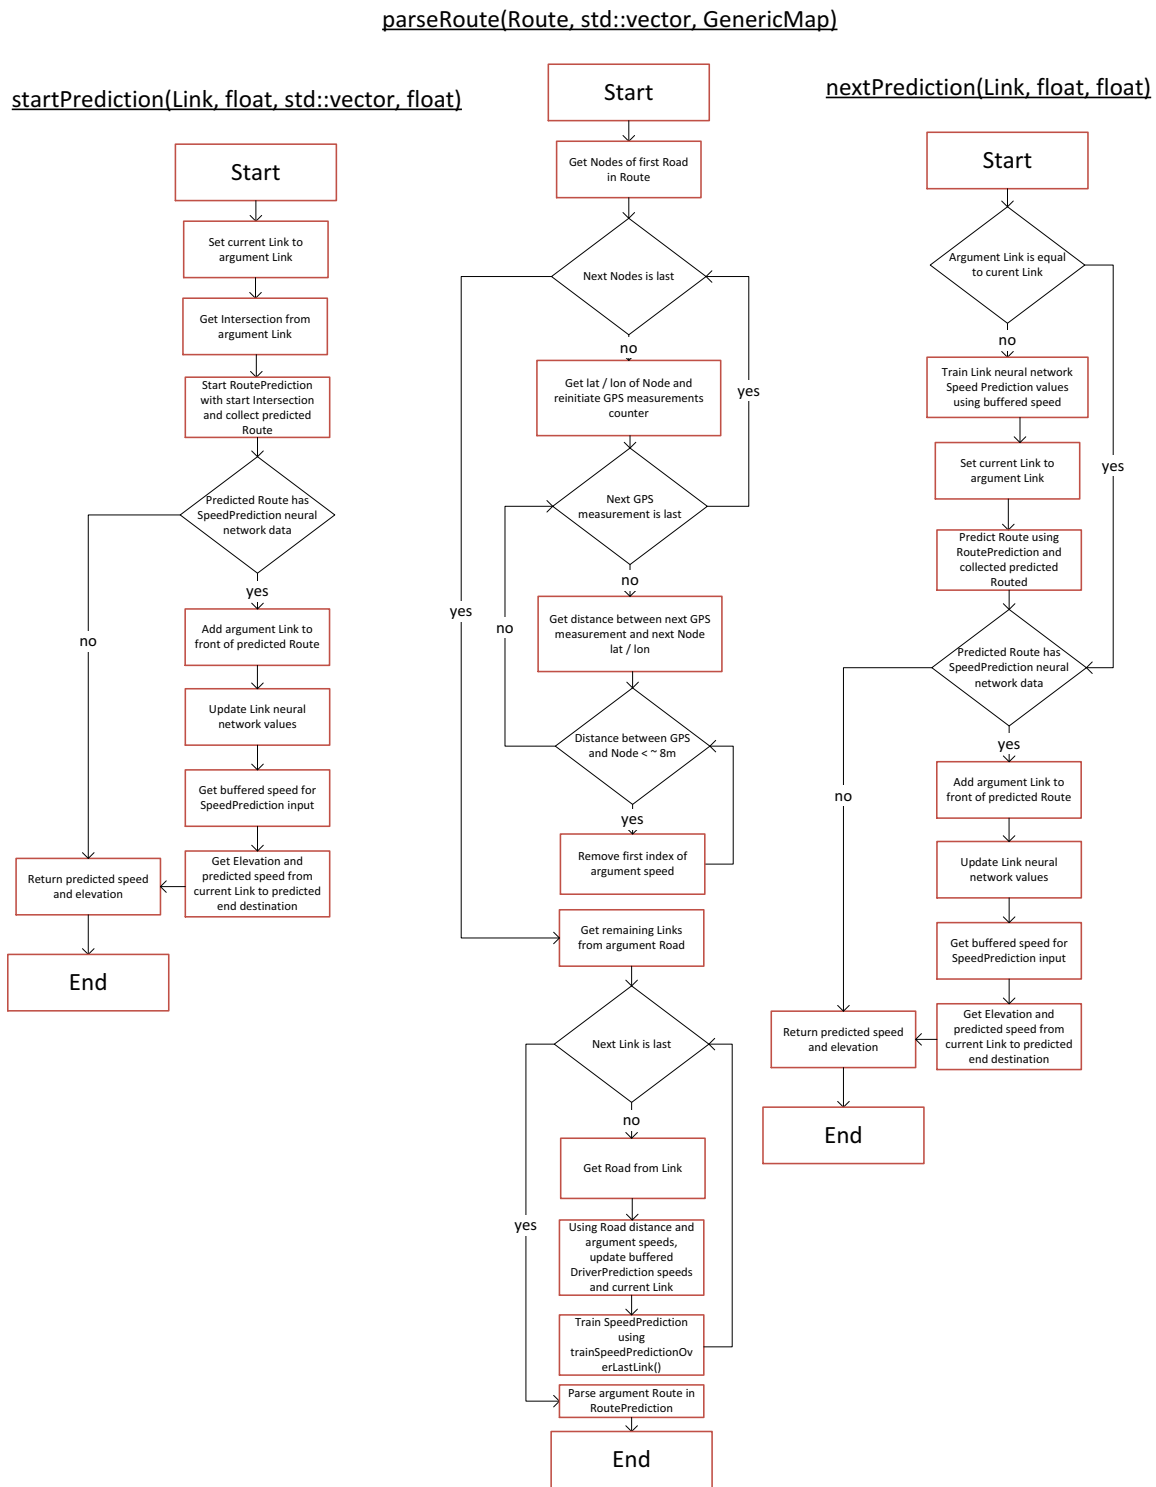 parseRoute(Route, std::vector, GenericMap)
startPrediction(Link, float, std::vector, float)
Start
Set current Link to
argument Link
Get Intersection from
argument Link
Start RoutePrediction
with start Intersection
and collect predicted
Route
Predicted Route has
SpeedPrediction neural
network data
yes
no
Add argument Link to
front of predicted Route
Update Link neural
network values
Get buffered speed for
SpeedPrediction input
Get Elevation and
predicted speed from
current Link to predicted
end destination
Return predicted speed
and elevation
End
Start
Get Nodes of first Road
in Route
Next Nodes is last
no
yes
Get lat / lon of Node and
reinitiate GPS measurements
counter
yes
Next GPS
measurement is last
no
no
Get distance between next GPS
measurement and next Node
lat / lon
Distance between GPS
and Node < ~ 8m
yes
Remove first index of
argument speed
Get remaining Links
from argument Road
Next Link is last
no
yes
Get Road from Link
Using Road distance and
argument speeds,
update buffered
DriverPrediction speeds
and current Link
Train SpeedPrediction
using
trainSpeedPredictionOv
erLastLink()
Parse argument Route in
RoutePrediction
End
nextPrediction(Link, float, float)
Start
Argument Link is equal
to curent Link
no
yes
Train Link neural network
Speed Prediction values
using buffered speed
Set current Link to
argument Link
Predict Route using
RoutePrediction and
collected predicted
Routed
Predicted Route has
SpeedPrediction neural
network data
yes
no
Add argument Link to
front of predicted Route
Update Link neural
network values
Get buffered speed for
SpeedPrediction input
Get Elevation and
predicted speed from
current Link to predicted
end destination
Return predicted speed
and elevation
End